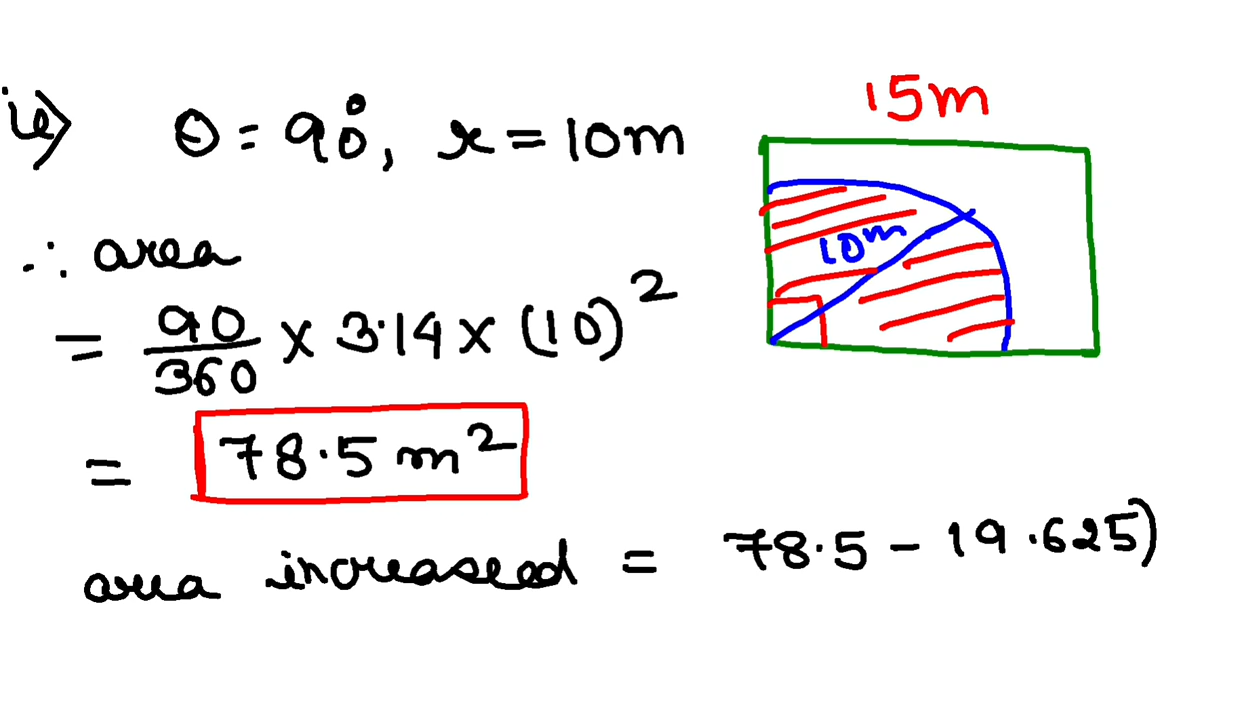 ii) θ = 90°, r = 10m
15m
10m
∴ area
= 90/360 × 3.14 × (10)²
= 78.5 m²
area increaseed = 78.5 - 19.625)